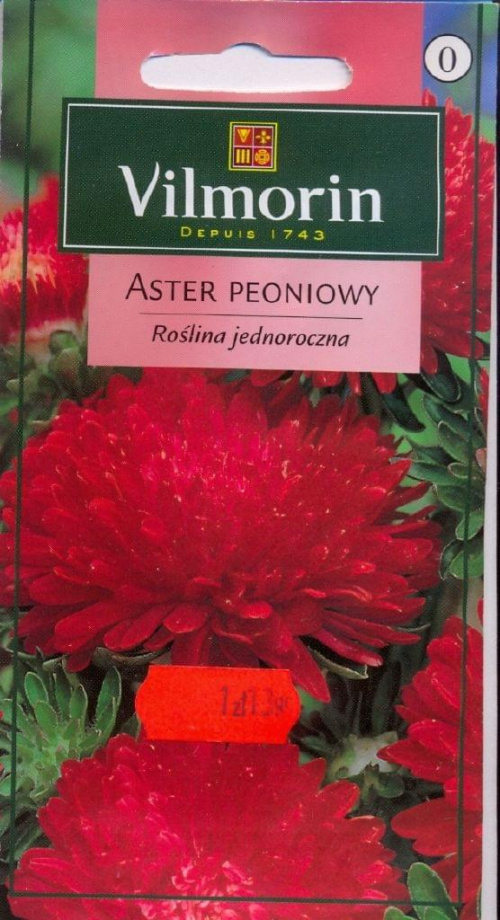 0
Vilmorin
DEPUIS 1743
ASTER PEONIOWY
Roślina jednoroczna